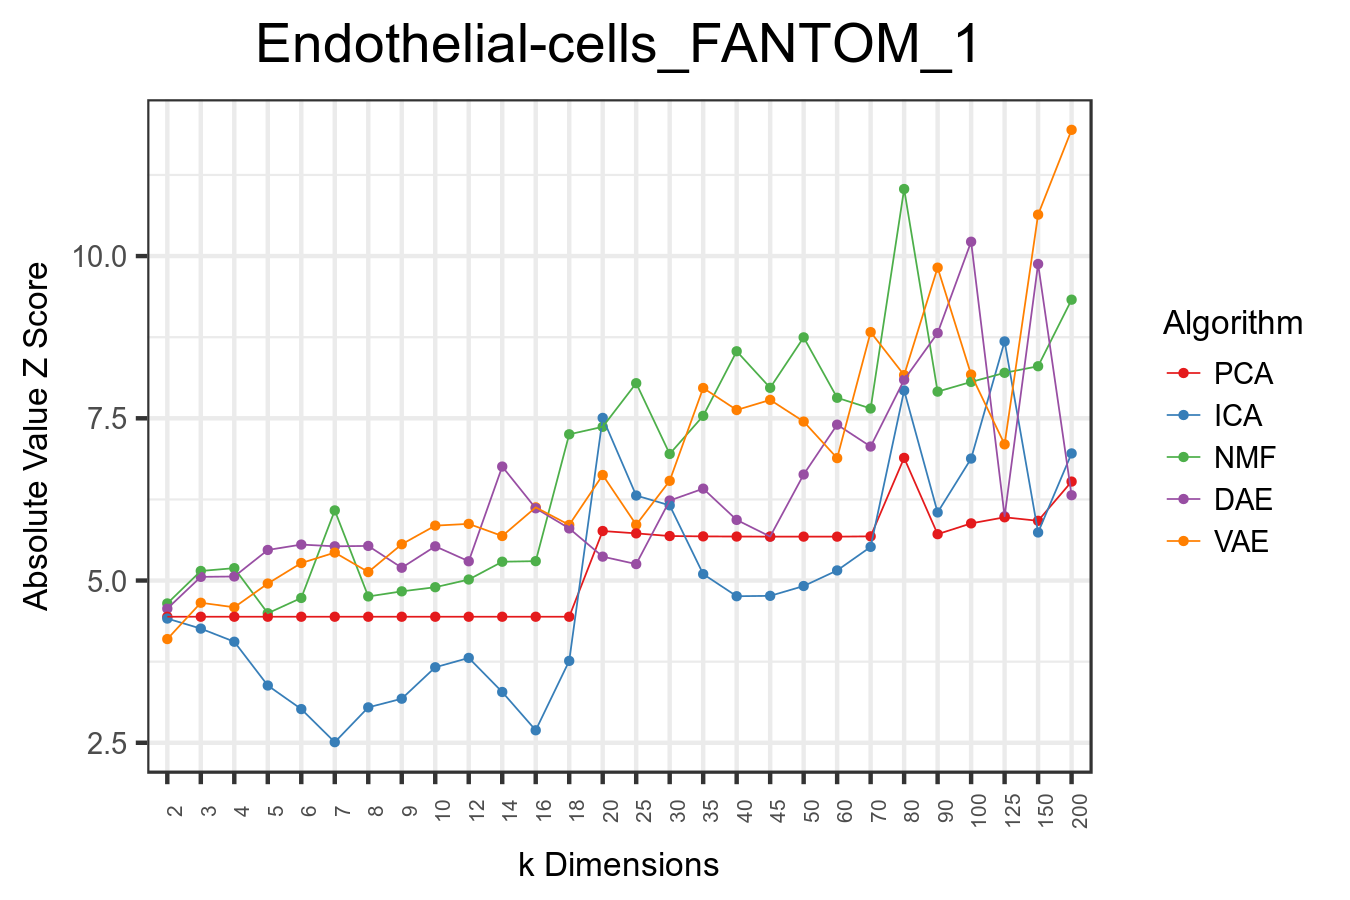 Endothelial-cells_FANTOM_1
Absolute Value Z Score
10.0
7.5
5.0
2.5
2 3 4 5 6 7 8 9 10 12 14 16 18 20 25 30 35 40 45 50 60 70 80 90 100 125 150 200
k Dimensions
Algorithm
PCA
ICA
NMF
DAE
VAE